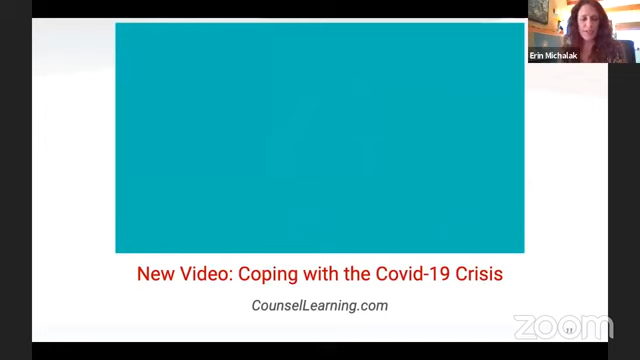 Erin Michalak
New Video: Coping with the Covid-19 Crisis
CounselLearning.com
zoom